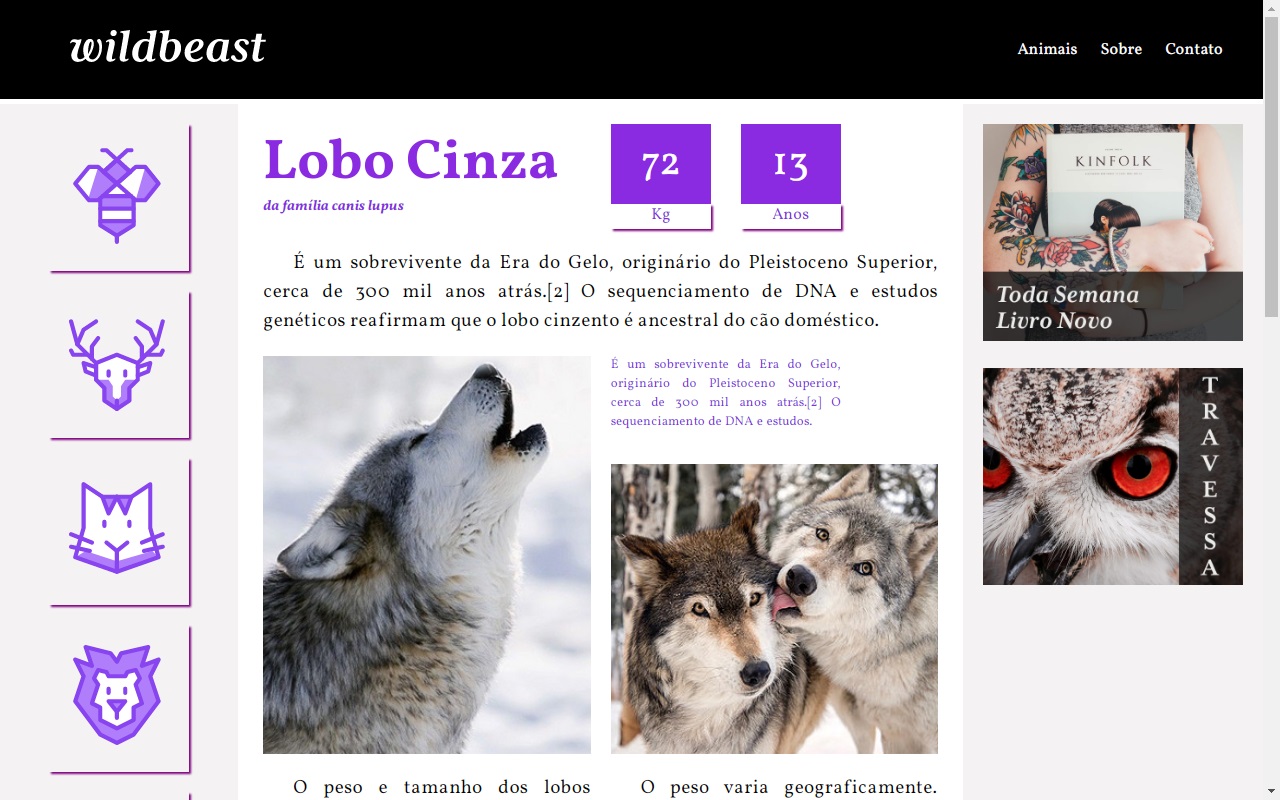 wildbeast
Animais Sobre Contato
Lobo Cinza
da família canis lupus
72
Kg
13
Anos
É um sobrevivente da Era do Gelo, originário do Pleistoceno Superior,
cerca de 300 mil anos atrás.[2] O sequenciamento de DNA e estudos
genéticos reafirmam que o lobo cinzento é ancestral do cão doméstico.
É um sobrevivente da Era do Gelo,
originário do Pleistoceno Superior,
cerca de 300 mil anos atrás.[2] O
sequenciamento de DNA e estudos.
O peso e tamanho dos lobos
O peso varia geograficamente.
KINFOLK
Toda Semana
Livro Novo
TRAVESSA